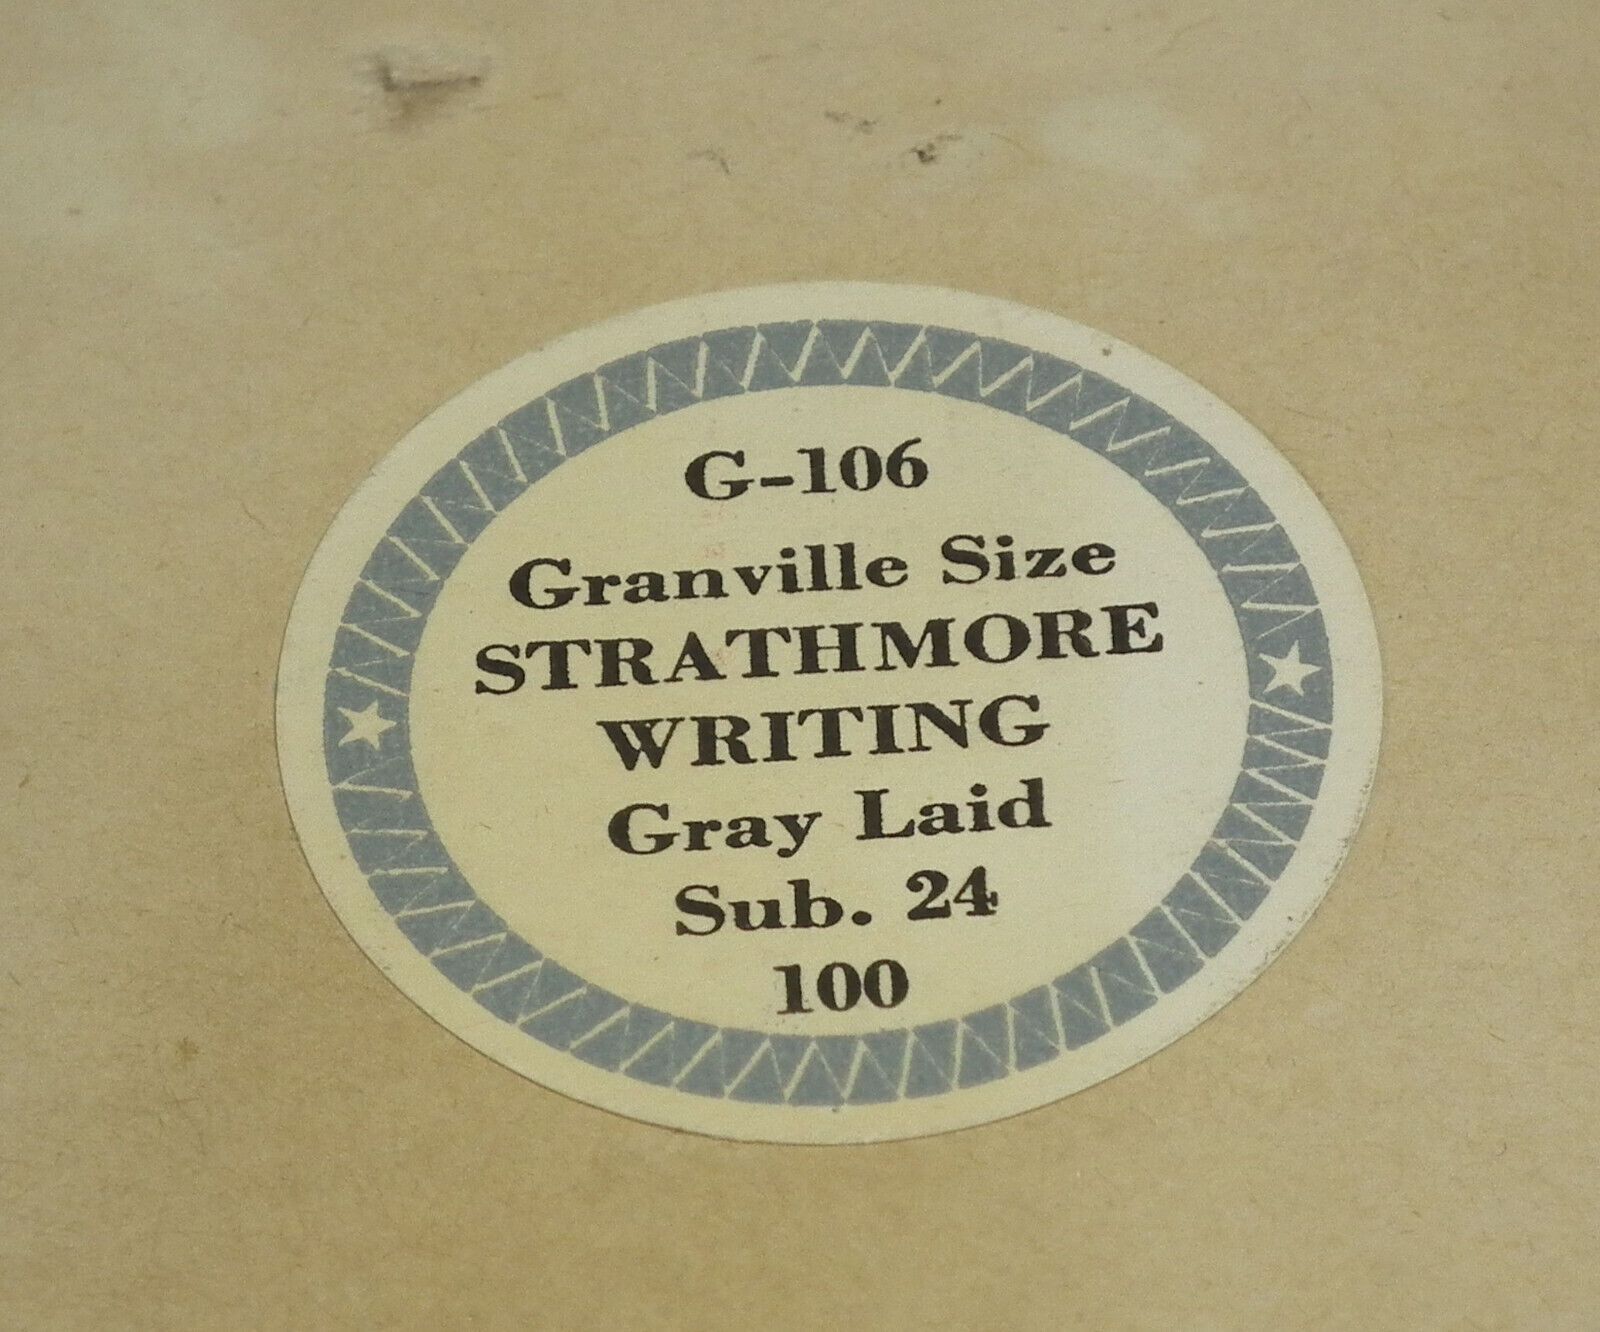 G-106
Granville Size
STRATHMORE
WRITING
Gray Laid
Sub. 24
100